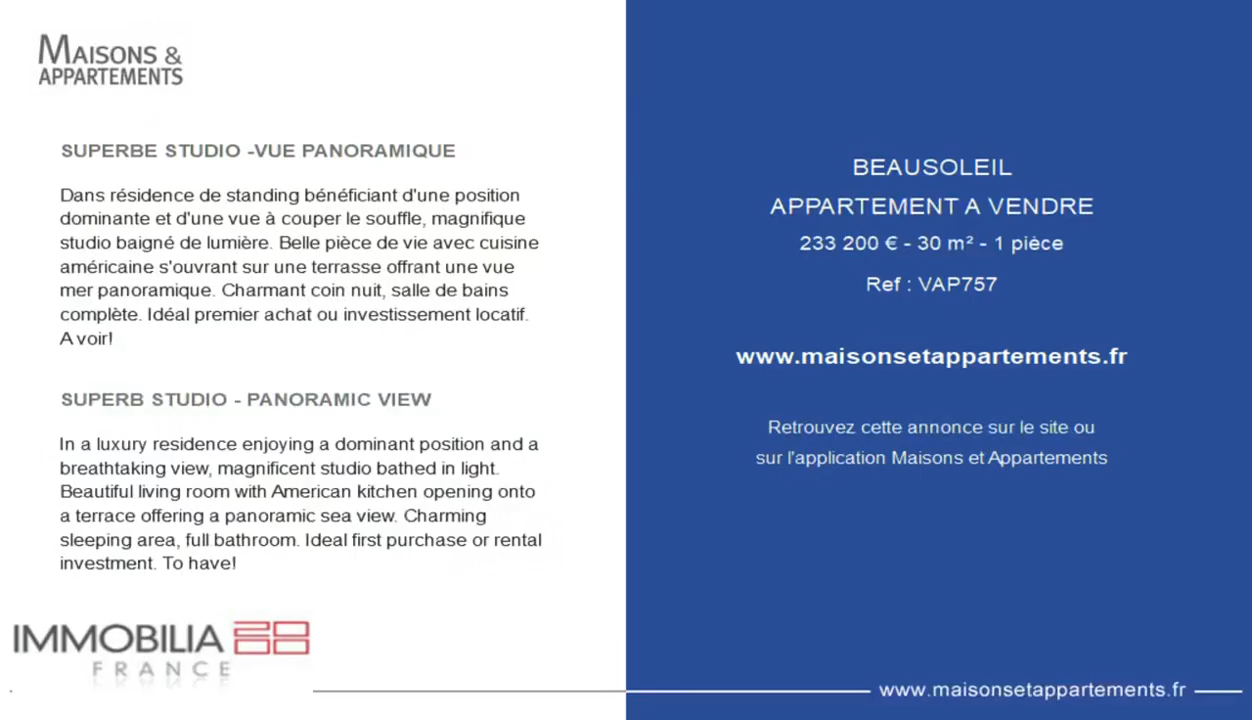 MAISONS &
APPARTEMENTS
SUPERBE STUDIO -VUE PANORAMIQUE
Dans résidence de standing bénéficiant d'une position
dominante et d'une vue à couper le souffle, magnifique
studio baigné de lumière. Belle pièce de vie avec cuisine
américaine s'ouvrant sur une terrasse offrant une vue
mer panoramique. Charmant coin nuit, salle de bains
complète. Idéal premier achat ou investissement locatif.
A voir!
SUPERB STUDIO - PANORAMIC VIEW
In a luxury residence enjoying a dominant position and a
breathtaking view, magnificent studio bathed in light.
Beautiful living room with American kitchen opening onto
a terrace offering a panoramic sea view. Charming
sleeping area, full bathroom. Ideal first purchase or rental
investment. To have!
IMMOBILIA
FRANCE
BEAUSOLEIL
APPARTEMENT A VENDRE
233 200 € - 30 m² - 1 pièce
Ref : VAP757
www.maisonsetappartements.fr
Retrouvez cette annonce sur le site ou
sur l'application Maisons et Appartements
www.maisonsetappartements.fr